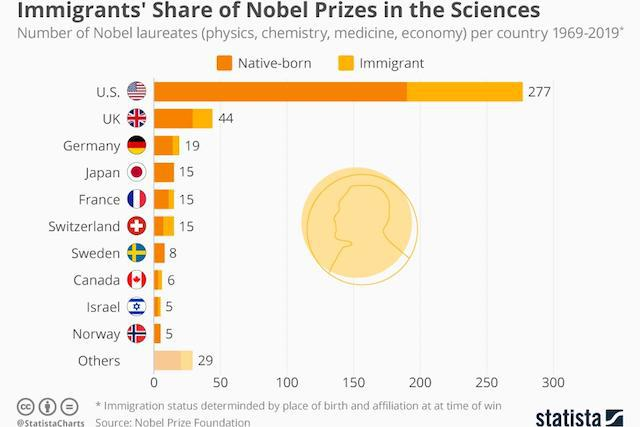 Immigrants' Share of Nobel Prizes in the Sciences
Number of Nobel laureates (physics, chemistry, medicine, economy) per country 1969-2019*
Native-born Immigrant
U.S. 277
UK 44
Germany 19
Japan 15
France 15
Switzerland 15
Sweden 8
Canada 6
Israel 5
Norway 5
Others 29
0 50 100 150 200 250 300
@StatistaCharts
* Immigration status determinded by place of birth and affiliation at at time of win
Source: Nobel Prize Foundation
statista